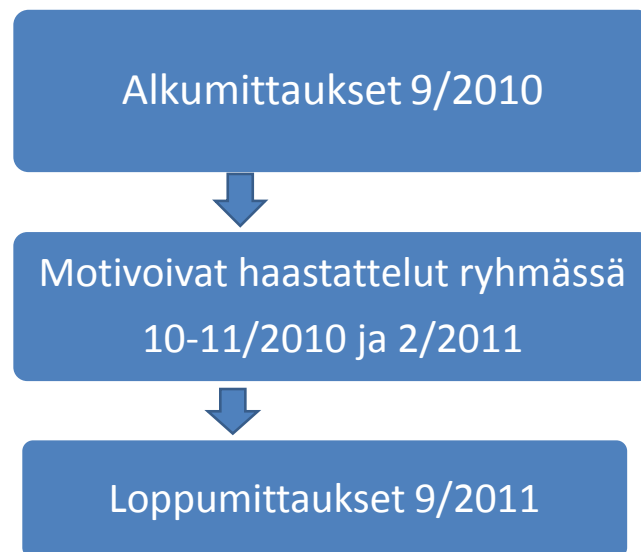 Alkumittaukset 9/2010
Motivoivat haastattelut ryhmässä
10-11/2010 ja 2/2011
Loppumittaukset 9/2011